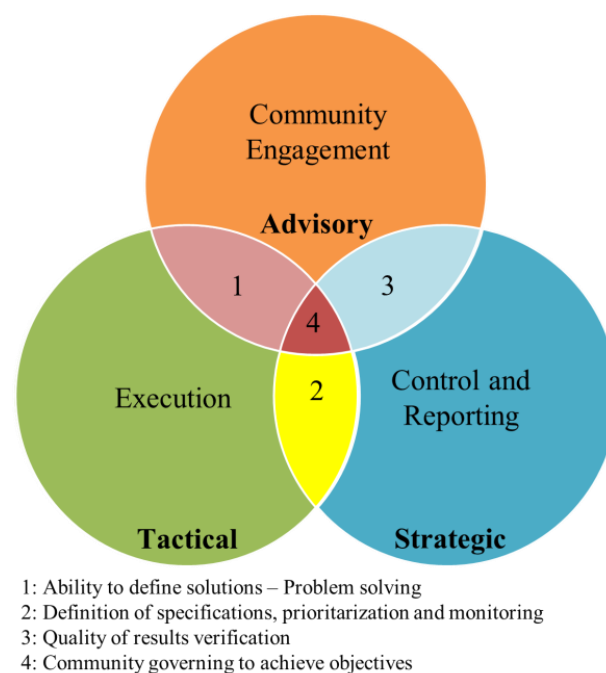 Community
Engagement
Advisory
1
3
4
Execution
2
Control and
Reporting
Tactical
Strategic
1: Ability to define solutions – Problem solving
2: Definition of specifications, prioritarization and monitoring
3: Quality of results verification
4: Community governing to achieve objectives